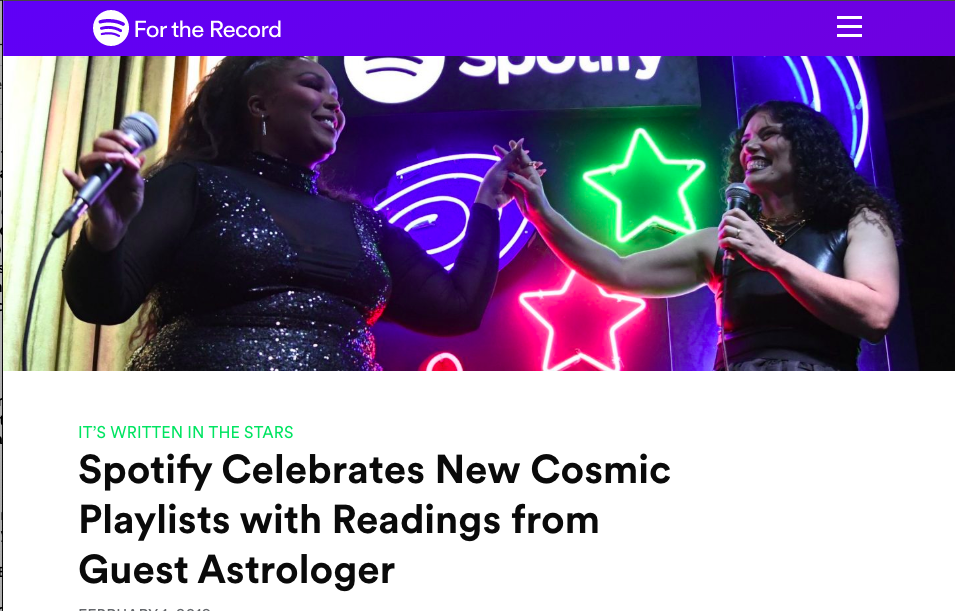 For the Record
Spotify
IT'S WRITTEN IN THE STARS
Spotify Celebrates New Cosmic
Playlists with Readings from
Guest Astrologer